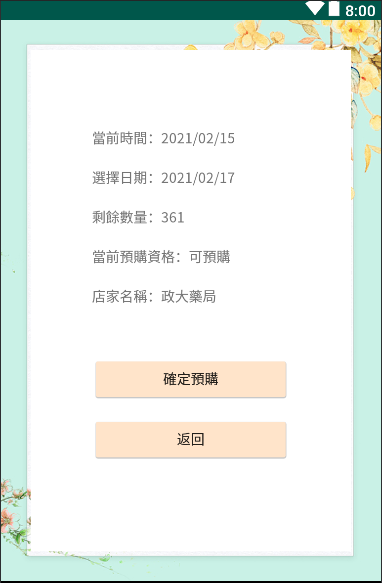 8:00
當前時間：2021/02/15
選擇日期：2021/02/17
剩餘數量：361
當前預購資格：可預購
店家名稱：政大藥局
確定預購
返回